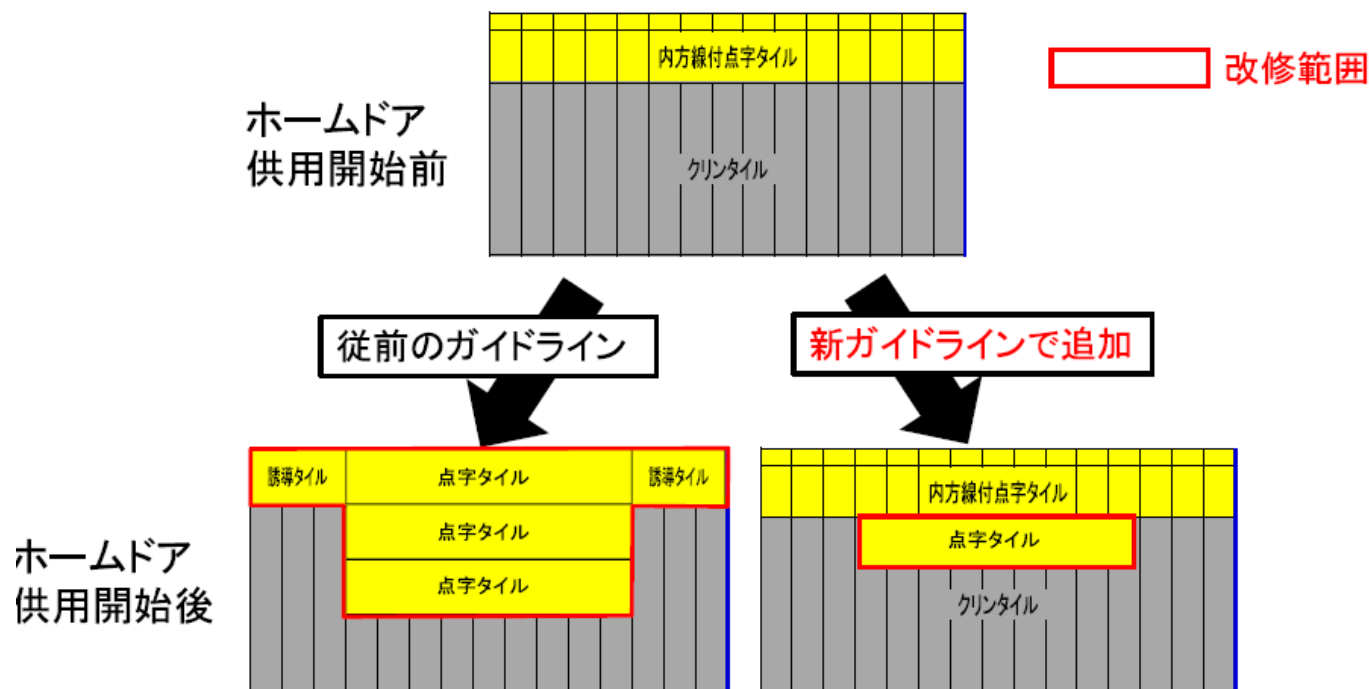 内方線付点字タイル
改修範囲
ホームドア
供用開始前
クリンタイル
従前のガイドライン
新ガイドラインで追加
誘導タイル
点字タイル
誘導タイル
点字タイル
点字タイル
内方線付点字タイル
点字タイル
クリンタイル
ホームドア
供用開始後